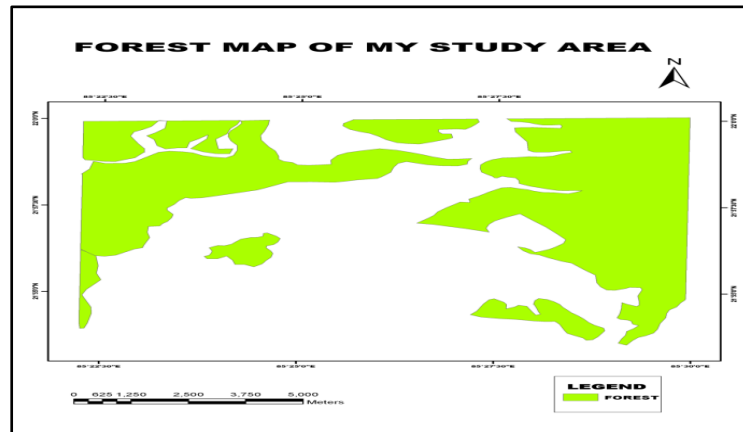 FOREST MAP OF MY STUDY AREA
N
85°22'30"E 85°25'0"E 85°27'30"E
85°22'30"E 85°25'0"E 85°27'30"E 85°30'0"E
0 625 1,250 2,500 3,750 5,000
Meters
LEGEND
FOREST